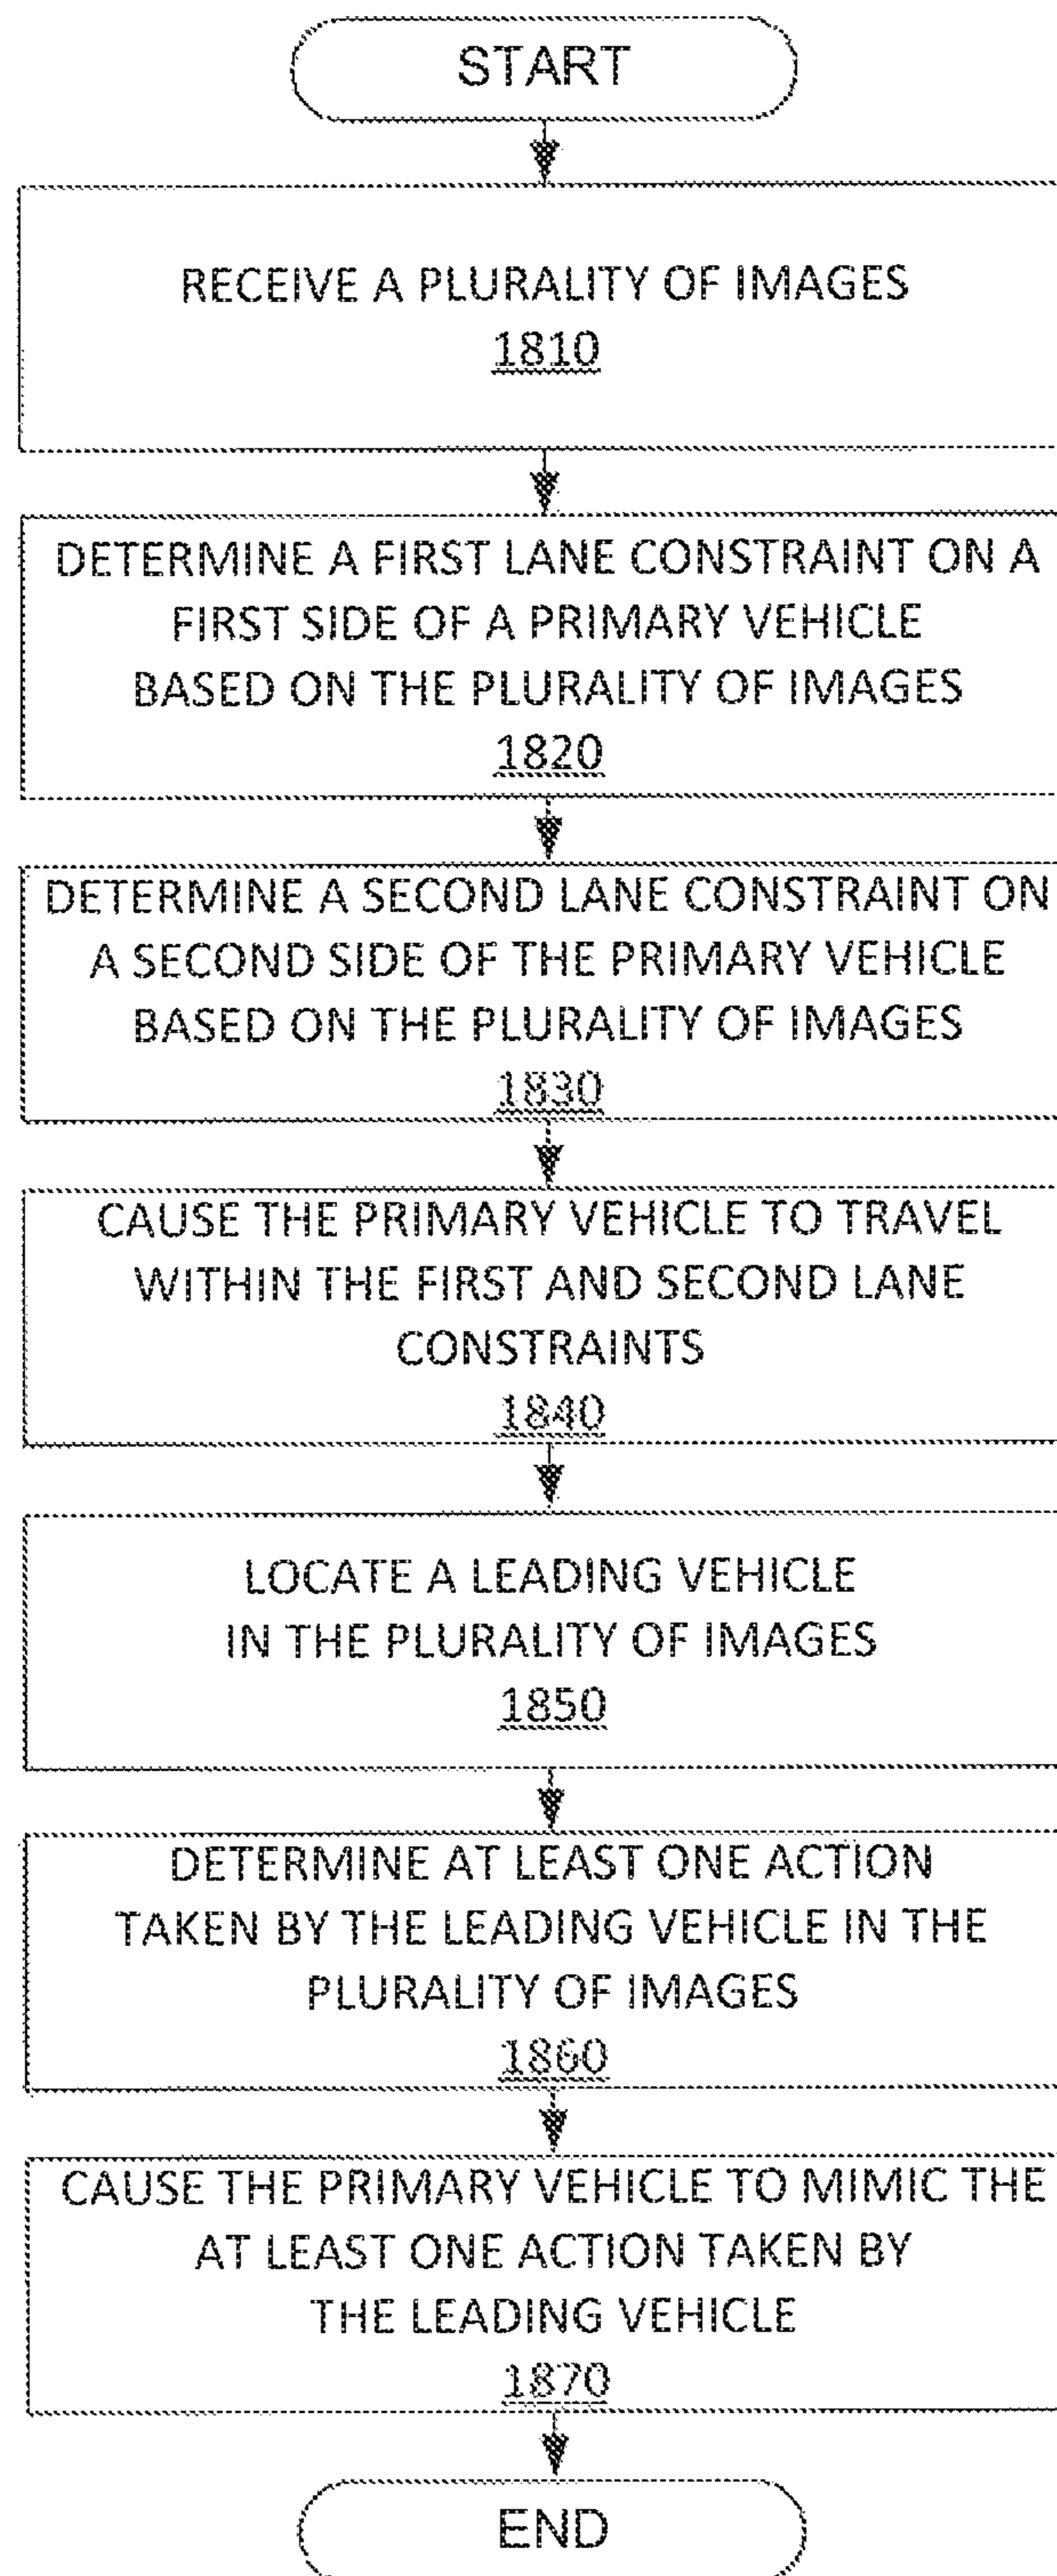 START
RECEIVE A PLURALITY OF IMAGES
1810
DETERMINE A FIRST LANE CONSTRAINT ON A
FIRST SIDE OF A PRIMARY VEHICLE
BASED ON THE PLURALITY OF IMAGES
1820
DETERMINE A SECOND LANE CONSTRAINT ON
A SECOND SIDE OF THE PRIMARY VEHICLE
BASED ON THE PLURALITY OF IMAGES
1830
CAUSE THE PRIMARY VEHICLE TO TRAVEL
WITHIN THE FIRST AND SECOND LANE
CONSTRAINTS
1840
LOCATE A LEADING VEHICLE
IN THE PLURALITY OF IMAGES
1850
DETERMINE AT LEAST ONE ACTION
TAKEN BY THE LEADING VEHICLE IN THE
PLURALITY OF IMAGES
1860
CAUSE THE PRIMARY VEHICLE TO MIMIC THE
AT LEAST ONE ACTION TAKEN BY
THE LEADING VEHICLE
1870
END